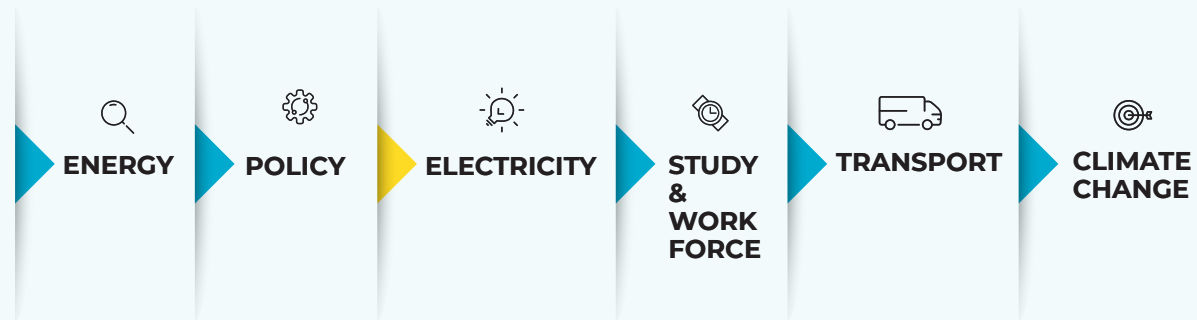 ENERGY
POLICY
ELECTRICITY
STUDY
&
WORK
FORCE
TRANSPORT
CLIMATE
CHANGE